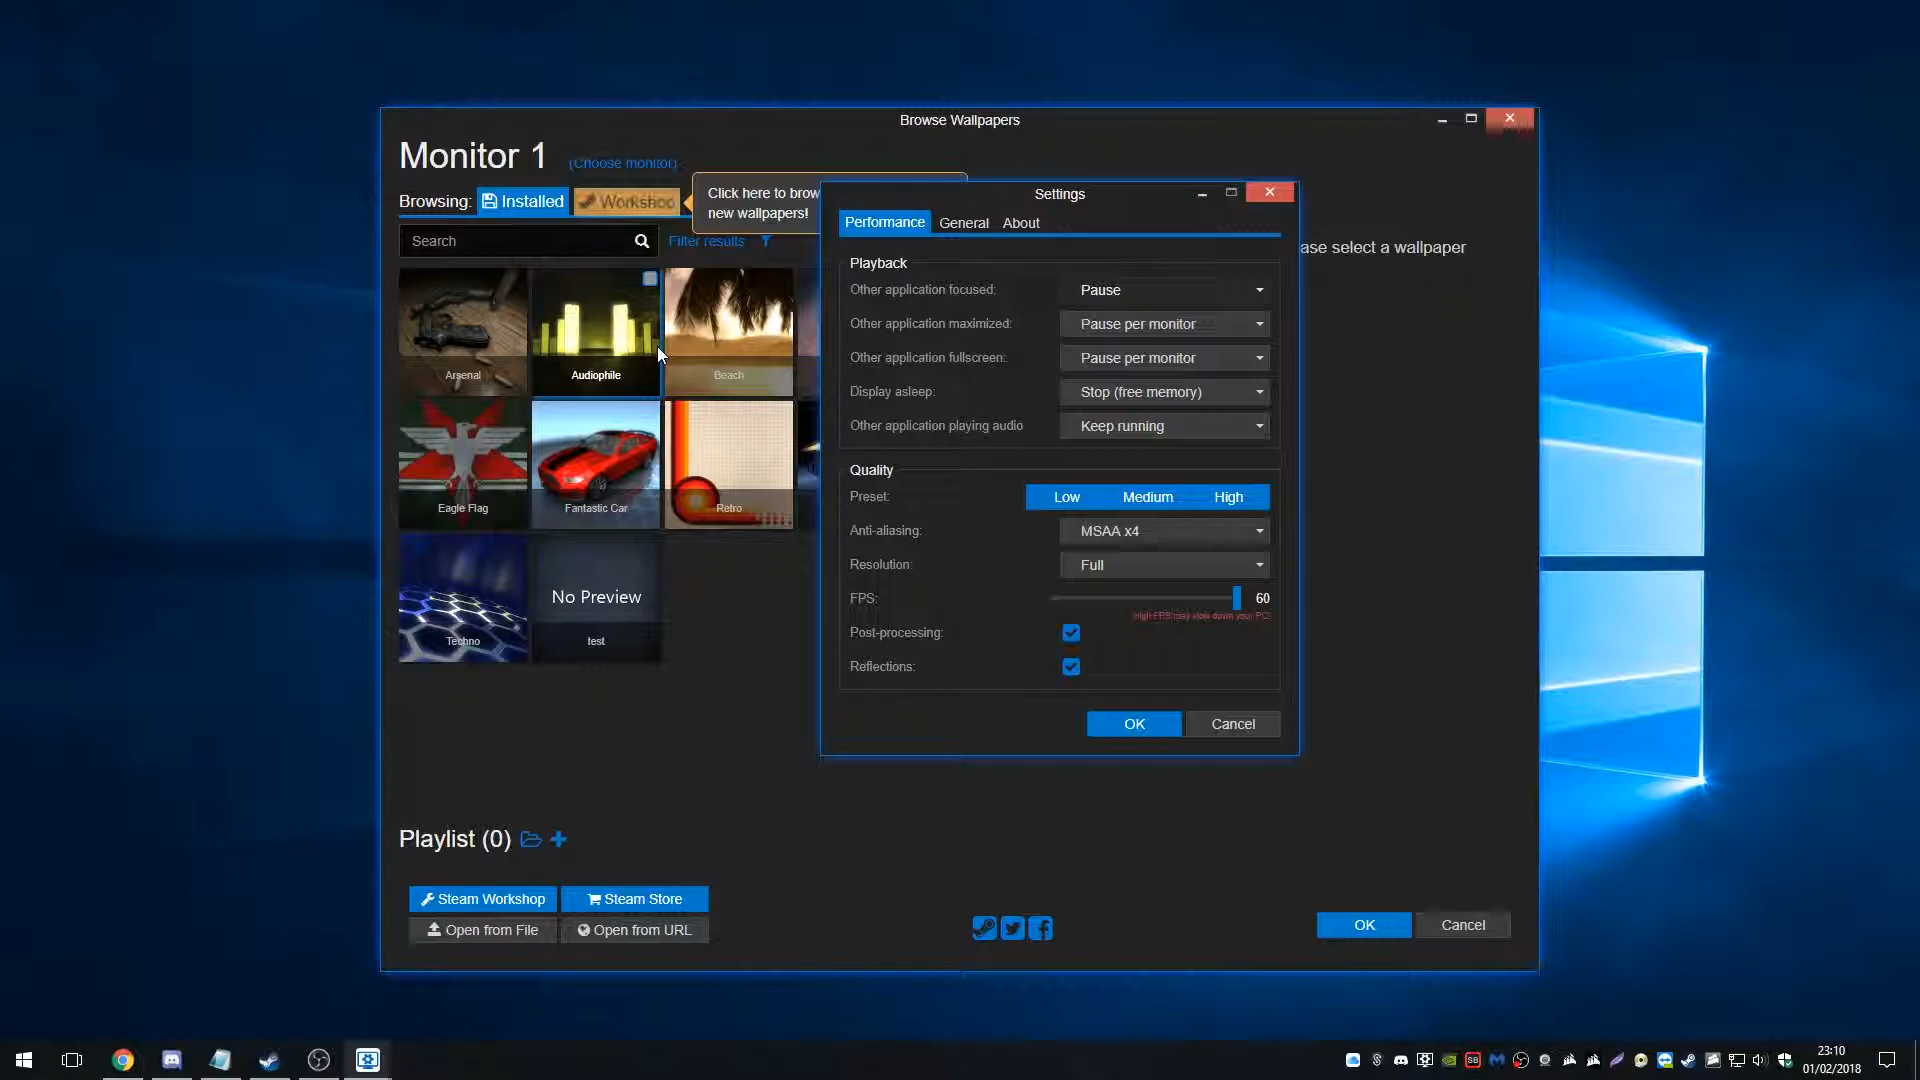 Browse Wallpapers
Monitor 1 (Choose monitor)
Browsing: Installed Workshop
Click here to brow
new wallpapers!
Search
Filter results
ase select a wallpaper
Arsenal
Audiophile
Beach
Eagle Flag
Fantastic Car
Retro
Techno
No Preview
test
Settings
Performance General About
Playback
Other application focused: Pause
Other application maximized: Pause per monitor
Other application fullscreen: Pause per monitor
Display asleep: Stop (free memory)
Other application playing audio Keep running
Quality
Preset: Low Medium High
Anti-aliasing: MSAA x4
Resolution: Full
FPS: 60
High FPS may slow down your PC!
Post-processing:
Reflections:
OK Cancel
Playlist (0)
Steam Workshop Steam Store
Open from File Open from URL
OK Cancel
SB
23:10
01/02/2018